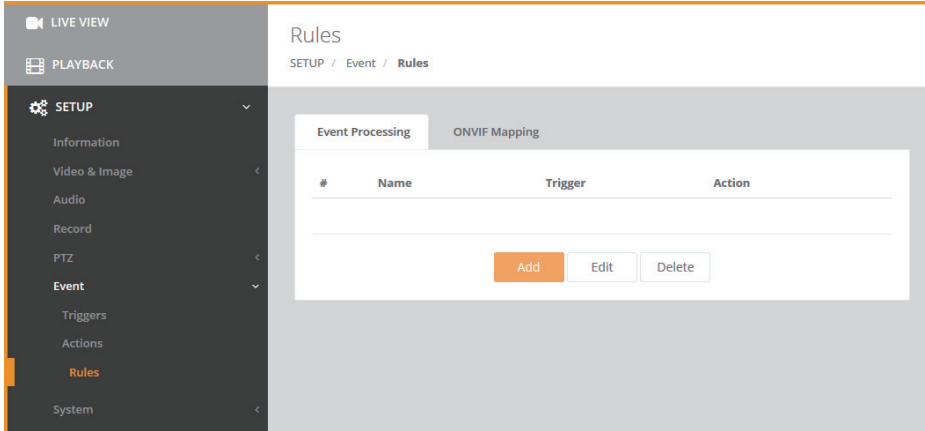 LIVE VIEW
PLAYBACK
SETUP
Information
Video & Image
Audio
Record
PTZ
Event
Triggers
Actions
Rules
System
Rules
SETUP / Event / Rules
Event Processing ONVIF Mapping
# Name Trigger Action
Add Edit Delete